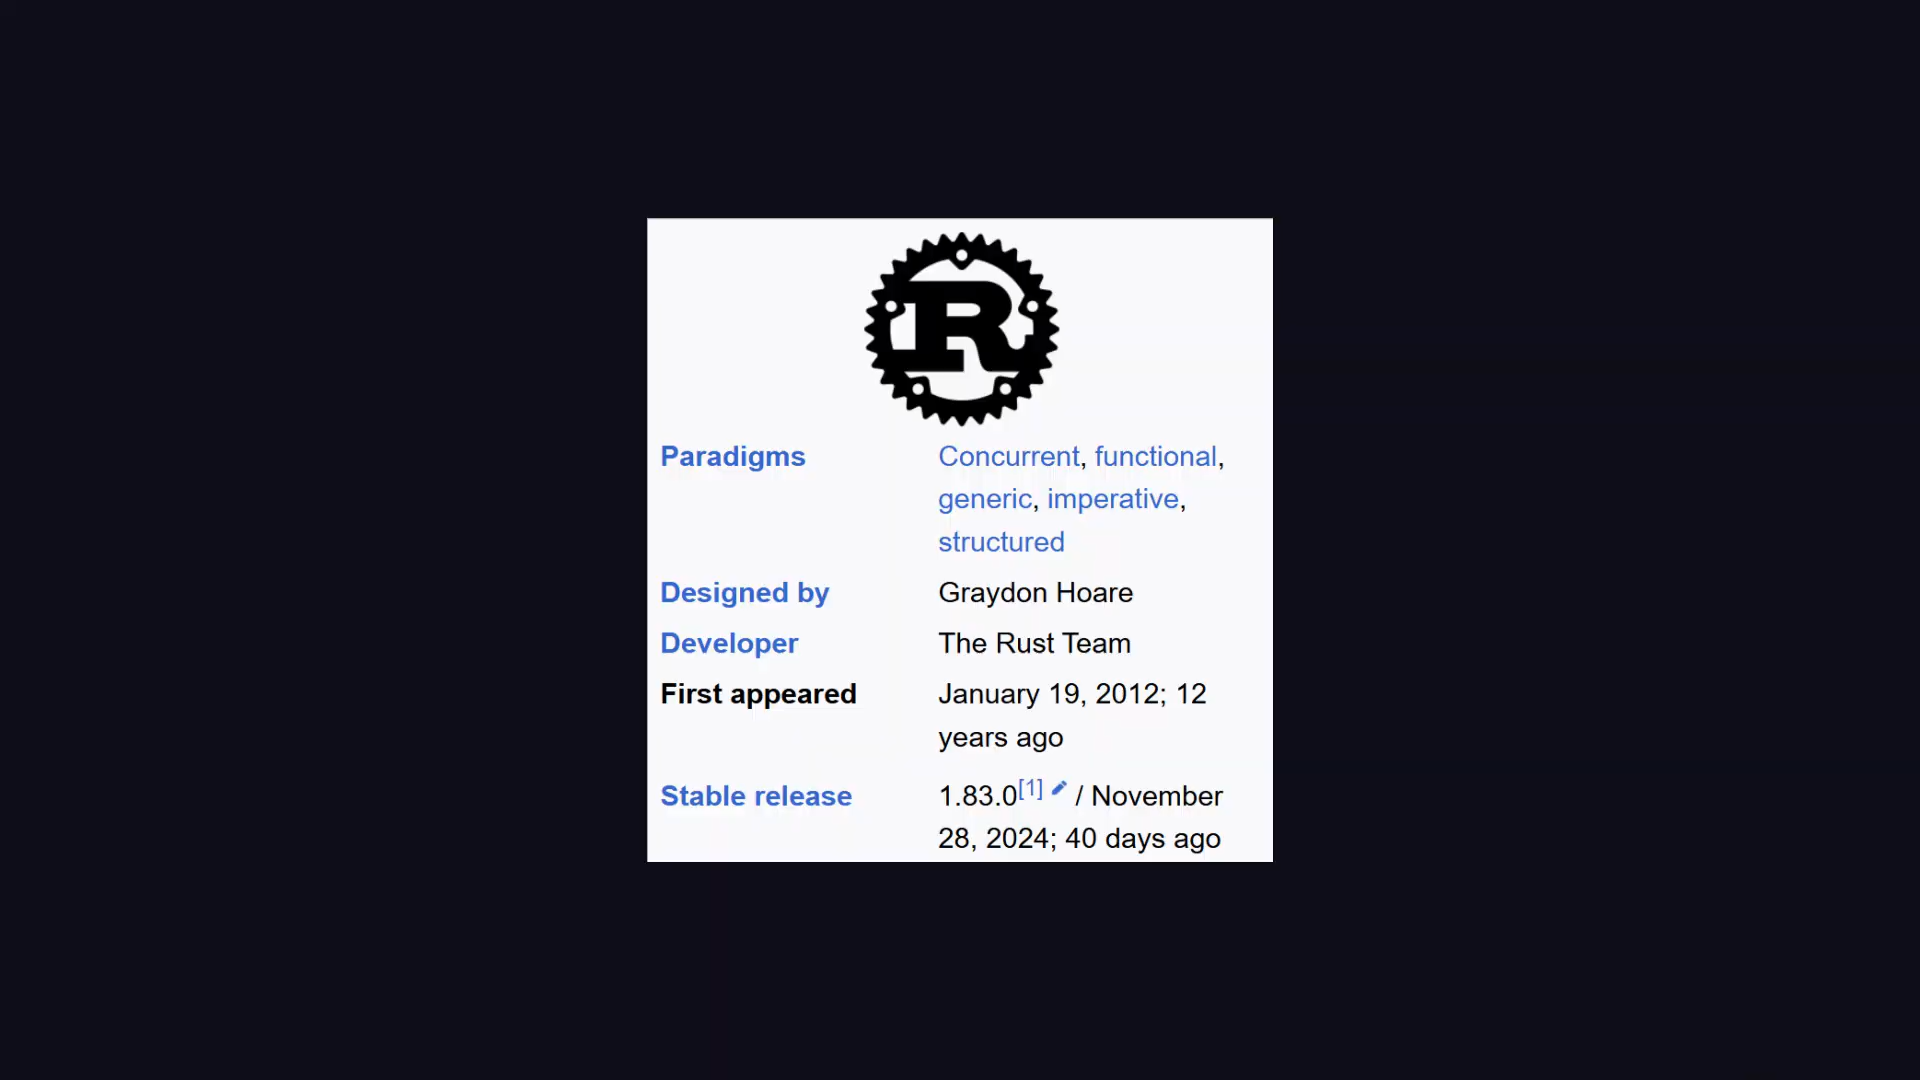 R
Paradigms Concurrent, functional,
generic, imperative,
structured
Designed by Graydon Hoare
Developer The Rust Team
First appeared January 19, 2012; 12
years ago
Stable release 1.83.0[1] / November
28, 2024; 40 days ago